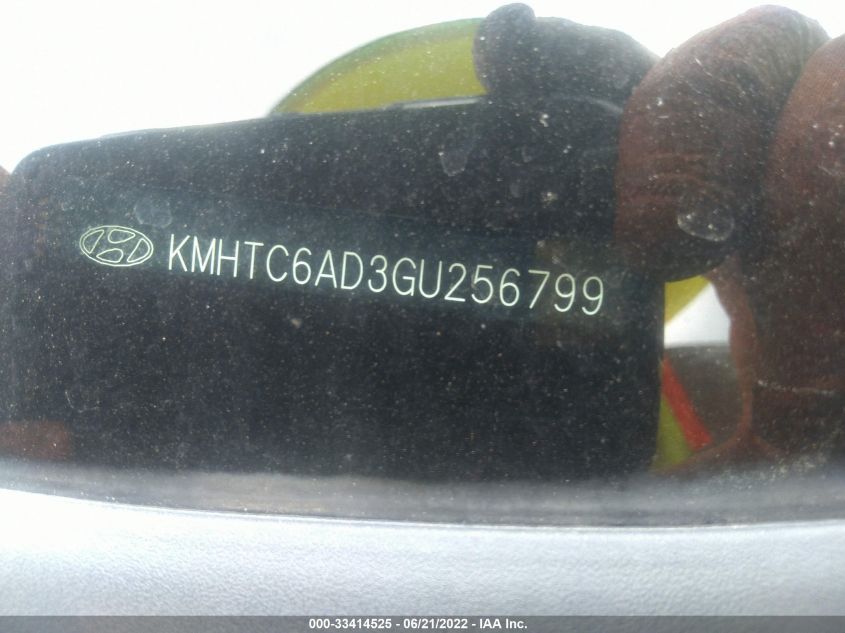 KMHTC6AD3GU256799
000-33414525 - 06/21/2022 - IAA Inc.